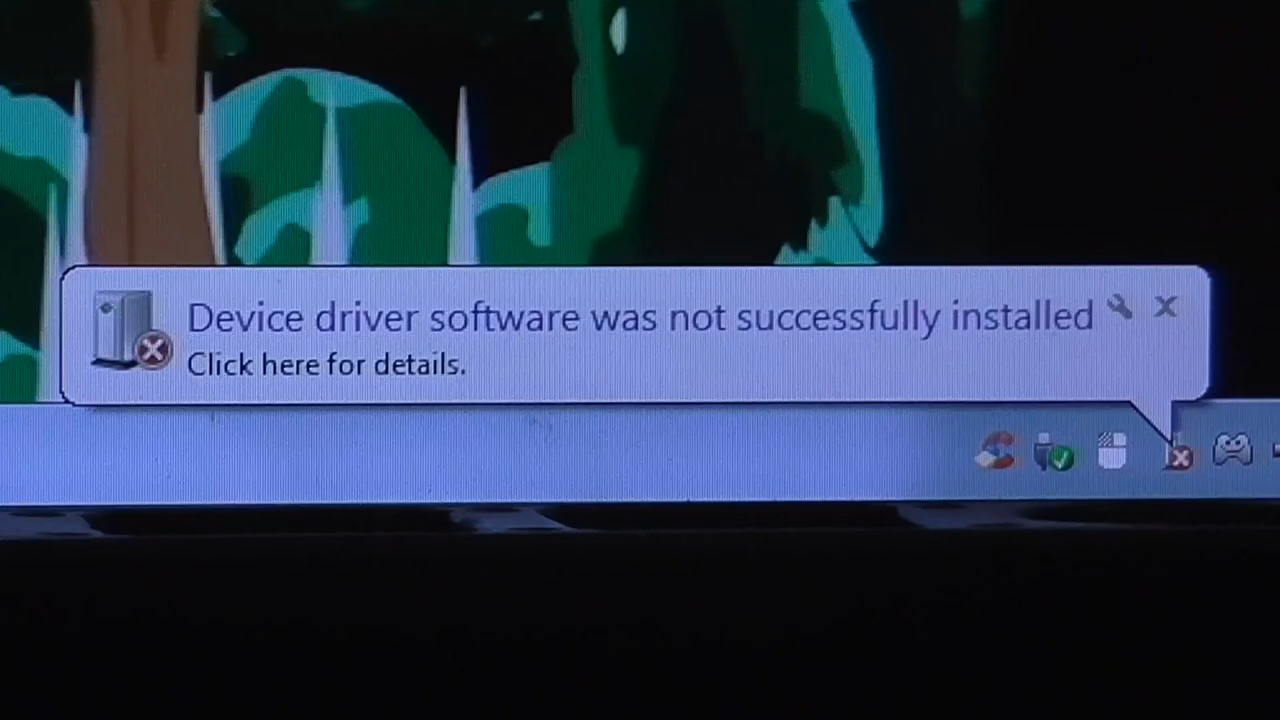 Device driver software was not successfully installed
Click here for details.